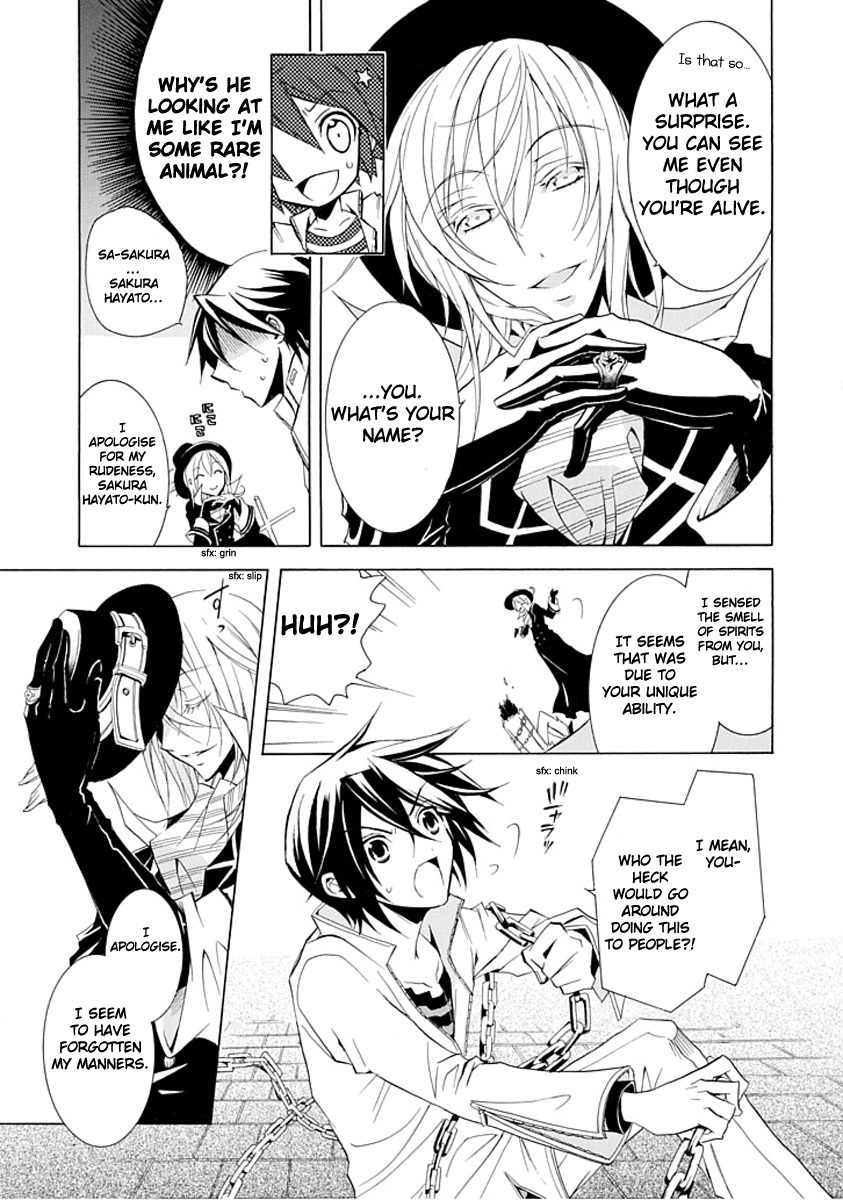 Is that so...
WHAT A
SURPRISE.
YOU CAN SEE
ME EVEN
THOUGH
YOU'RE ALIVE.
...YOU.
WHAT'S YOUR
NAME?
WHY'S HE
LOOKING AT
ME LIKE I'M
SOME RARE
ANIMAL?!
SA-SAKURA
...
SAKURA
HAYATO...
I
APOLOGISE
FOR MY
RUDENESS,
SAKURA
HAYATO-KUN.
にこ
にこ
sfx: grin
I SENSED
THE SMELL
OF SPIRITS
FROM YOU,
BUT...
IT SEEMS
THAT WAS
DUE TO
YOUR UNIQUE
ABILITY.
HUH?!
I MEAN,
YOU-
WHO THE
HECK
WOULD GO
AROUND
DOING THIS
TO PEOPLE?!
sfx: chink
sfx: slip
I
APOLOGISE.
I SEEM
TO HAVE
FORGOTTEN
MY MANNERS.